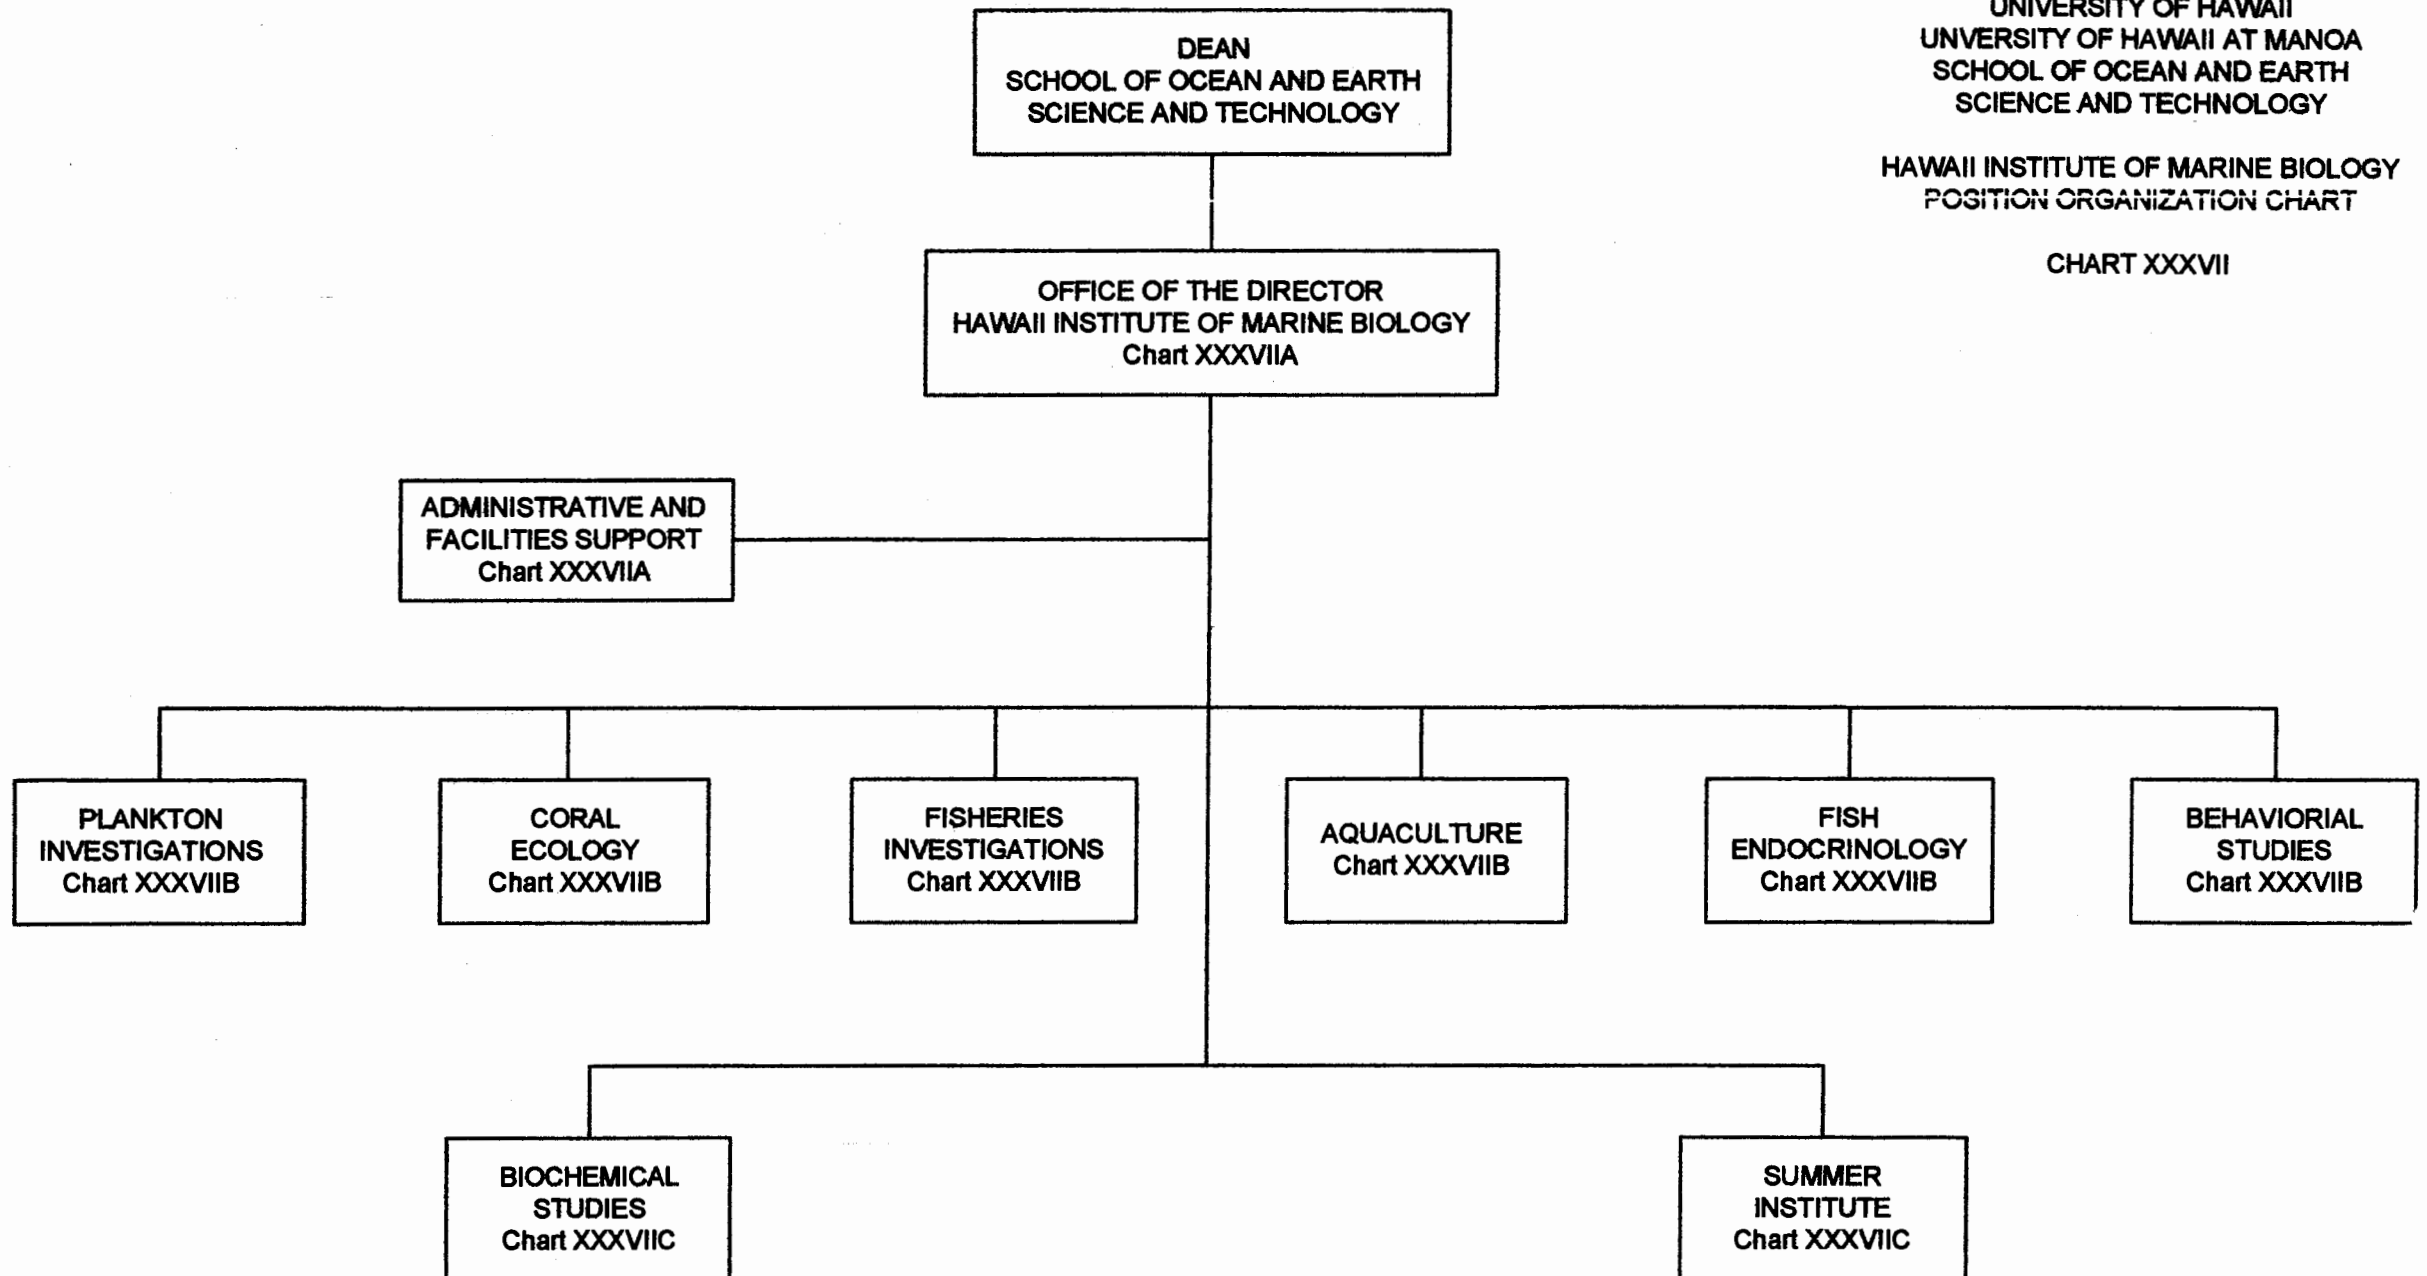 UNIVERSITY OF HAWAII
UNVERSITY OF HAWAII AT MANOA
SCHOOL OF OCEAN AND EARTH
SCIENCE AND TECHNOLOGY
HAWAII INSTITUTE OF MARINE BIOLOGY
POSITION ORGANIZATION CHART
CHART XXXVII
DEAN
SCHOOL OF OCEAN AND EARTH
SCIENCE AND TECHNOLOGY
OFFICE OF THE DIRECTOR
HAWAII INSTITUTE OF MARINE BIOLOGY
Chart XXXVIIA
ADMINISTRATIVE AND
FACILITIES SUPPORT
Chart XXXVIIA
PLANKTON
INVESTIGATIONS
Chart XXXVIIB
CORAL
ECOLOGY
Chart XXXVIIB
FISHERIES
INVESTIGATIONS
Chart XXXVIIB
AQUACULTURE
Chart XXXVIIB
FISH
ENDOCRINOLOGY
Chart XXXVIIB
BEHAVIORIAL
STUDIES
Chart XXXVIIB
BIOCHEMICAL
STUDIES
Chart XXXVIIC
SUMMER
INSTITUTE
Chart XXXVIIC